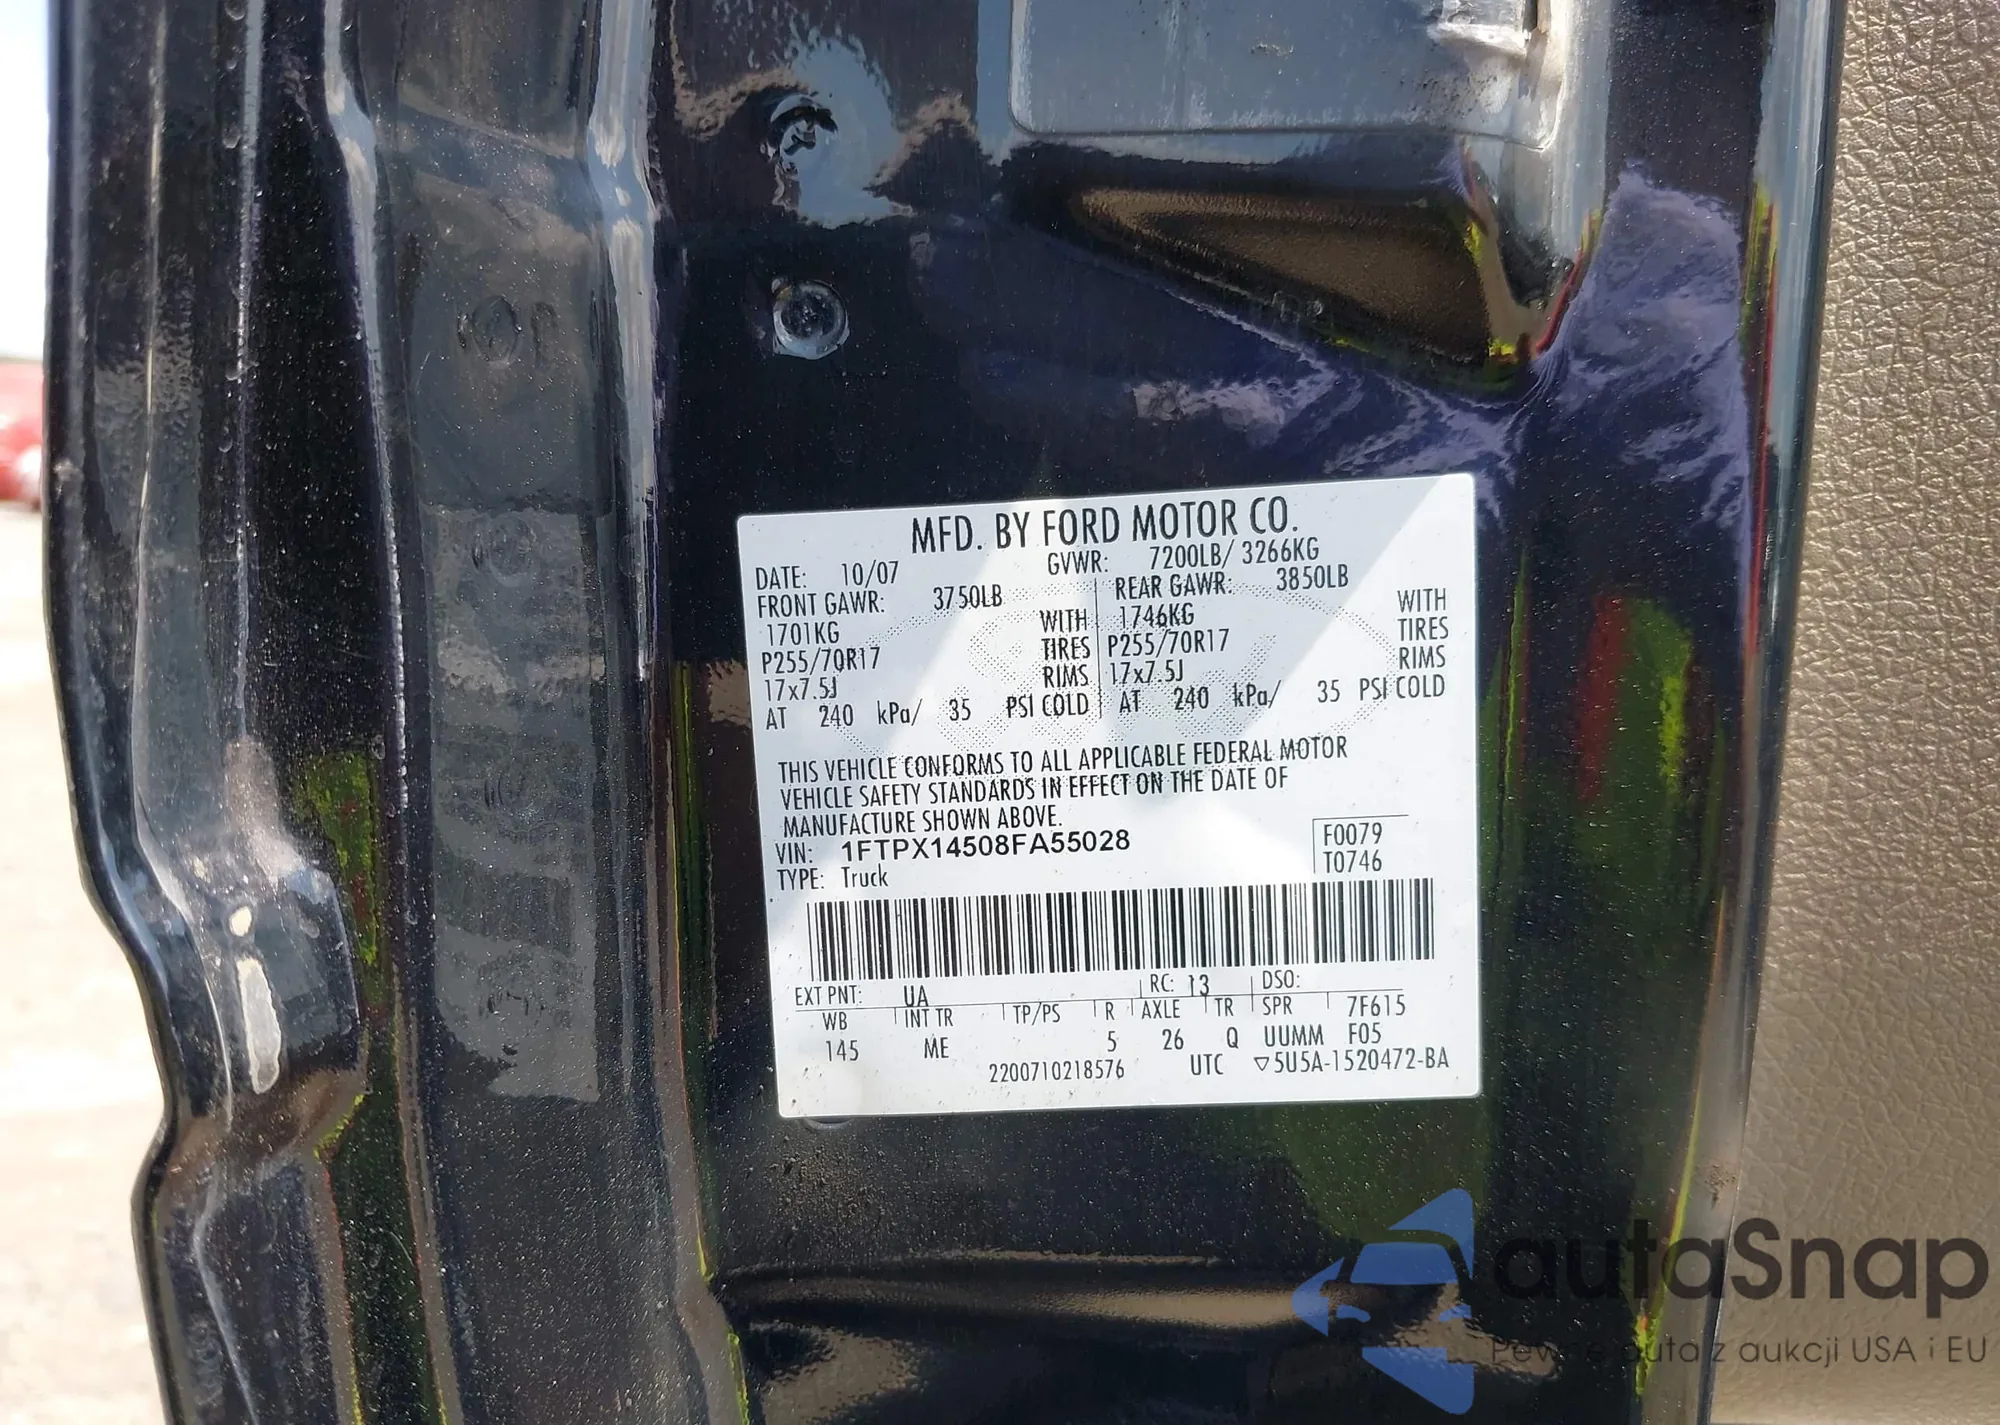 MFD. BY FORD MOTOR CO.
DATE: 10/07 GVWR: 7200LB/ 3266KG
FRONT GAWR: 3750LB REAR GAWR: 3850LB
1701KG WITH 1746KG WITH
P255/70R17 TIRES P255/70R17 TIRES
17x7.5J RIMS 17x7.5J RIMS
AT 240 kPa/ 35 PSI COLD AT 240 kPa/ 35 PSI COLD
THIS VEHICLE CONFORMS TO ALL APPLICABLE FEDERAL MOTOR
VEHICLE SAFETY STANDARDS IN EFFECT ON THE DATE OF
MANUFACTURE SHOWN ABOVE.
VIN: 1FTPX14508FA55028 F0079
TYPE: Truck T0746
EXT PNT: UA RC: 13 DSO:
WB INT TR TP/PS R AXLE TR SPR 7F615
145 ME 5 26 Q UUMM F05
2200710218576 UTC ▽5U5A-1520472-BA
autaSnap
Pewne auta z aukcji USA i EU